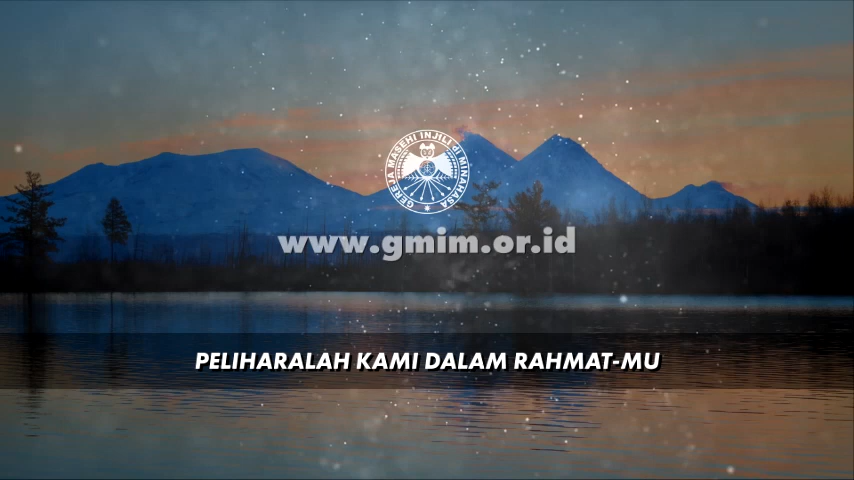 GEREJA MASEHI INJILI di MINAHASA
www.gmim.or.id
PELIHARALAH KAMI DALAM RAHMAT-MU